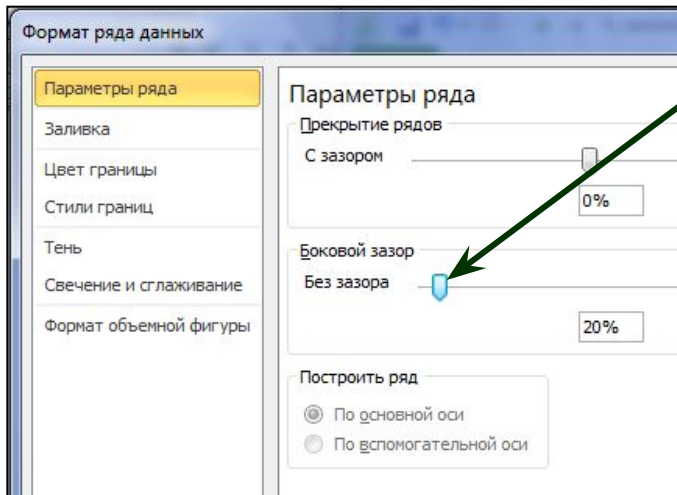 Формат ряда данных
Параметры ряда
Заливка
Цвет границы
Стили границ
Тень
Свечение и сглаживание
Формат объемной фигуры
Параметры ряда
Прекрытие рядов
С зазором
0%
Боковой зазор
Без зазора
20%
Построить ряд
По основной оси
По вспомогательной оси